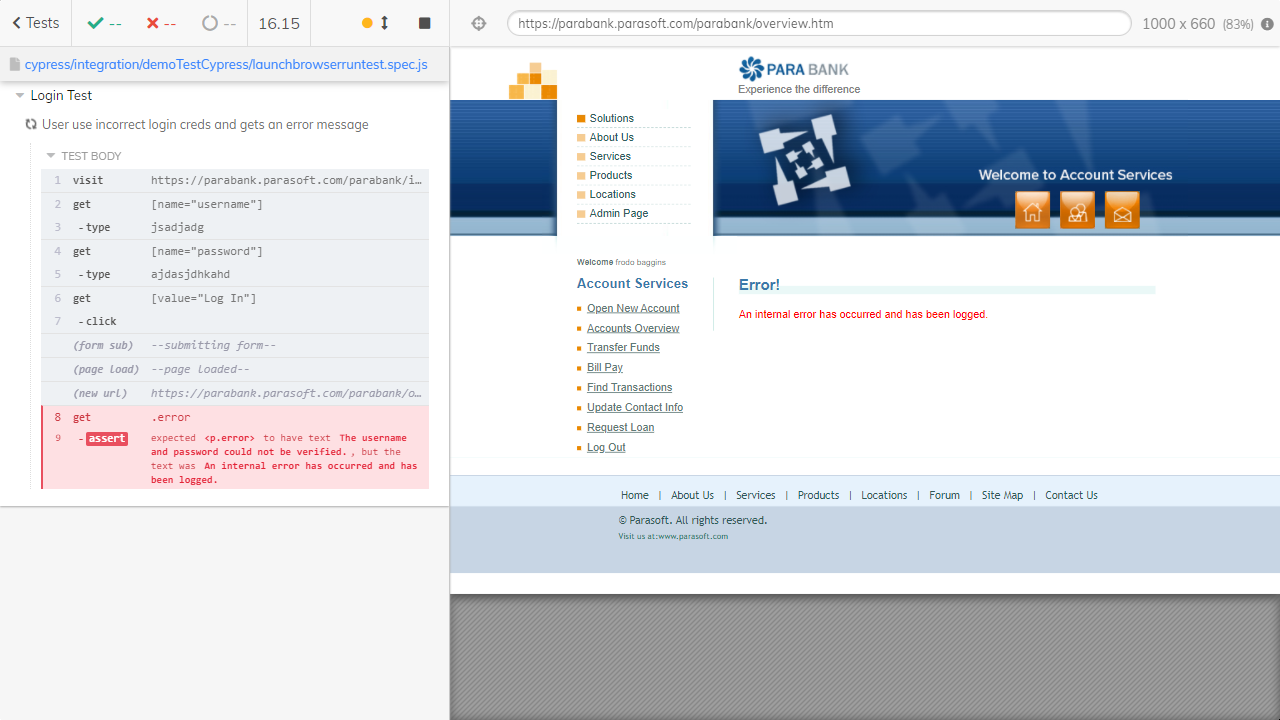 Tests
--
--
--
16.15
https://parabank.parasoft.com/parabank/overview.htm
1000 x 660 (83%)
cypress/integration/demoTestCypress/launchbrowserruntest.spec.js
Login Test
User use incorrect login creds and gets an error message
TEST BODY
1 visit https://parabank.parasoft.com/parabank/i…
2 get [name="username"]
3 -type jsadjadg
4 get [name="password"]
5 -type ajdasjdhkahd
6 get [value="Log In"]
7 -click
(form sub) --submitting form--
(page load) --page loaded--
(new url) https://parabank.parasoft.com/parabank/o…
8 get .error
9 -assert expected <p.error> to have text The username
and password could not be verified. , but the
text was An internal error has occurred and has
been logged.
PARA BANK
Experience the difference
Solutions
About Us
Services
Products
Locations
Admin Page
Welcome to Account Services
Welcome frodo baggins
Account Services
Open New Account
Accounts Overview
Transfer Funds
Bill Pay
Find Transactions
Update Contact Info
Request Loan
Log Out
Error!
An internal error has occurred and has been logged.
Home | About Us | Services | Products | Locations | Forum | Site Map | Contact Us
© Parasoft. All rights reserved.
Visit us at:www.parasoft.com